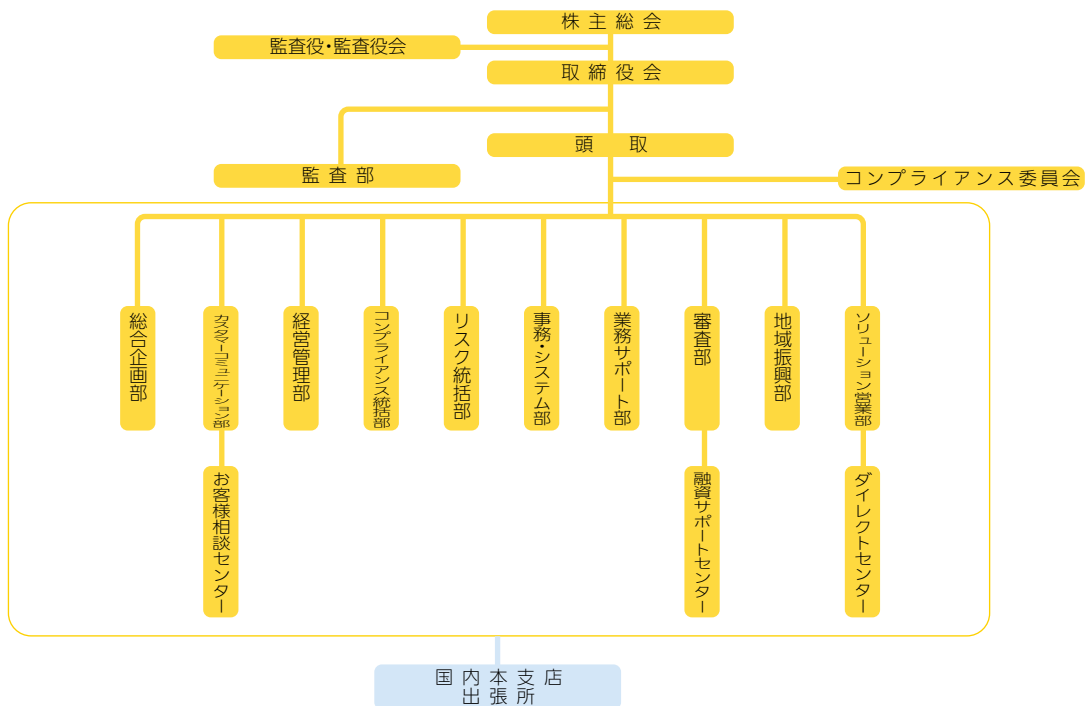 株主総会
監査役・監査役会
取締役会
頭取
監査部
コンプライアンス委員会
総合企画部
カスタマーコミュニケーション部
経営管理部
コンプライアンス統括部
リスク統括部
事務・システム部
業務サポート部
審査部
地域振興部
ソリューション営業部
お客様相談センター
融資サポートセンター
ダイレクトセンター
国内本支店
出張所